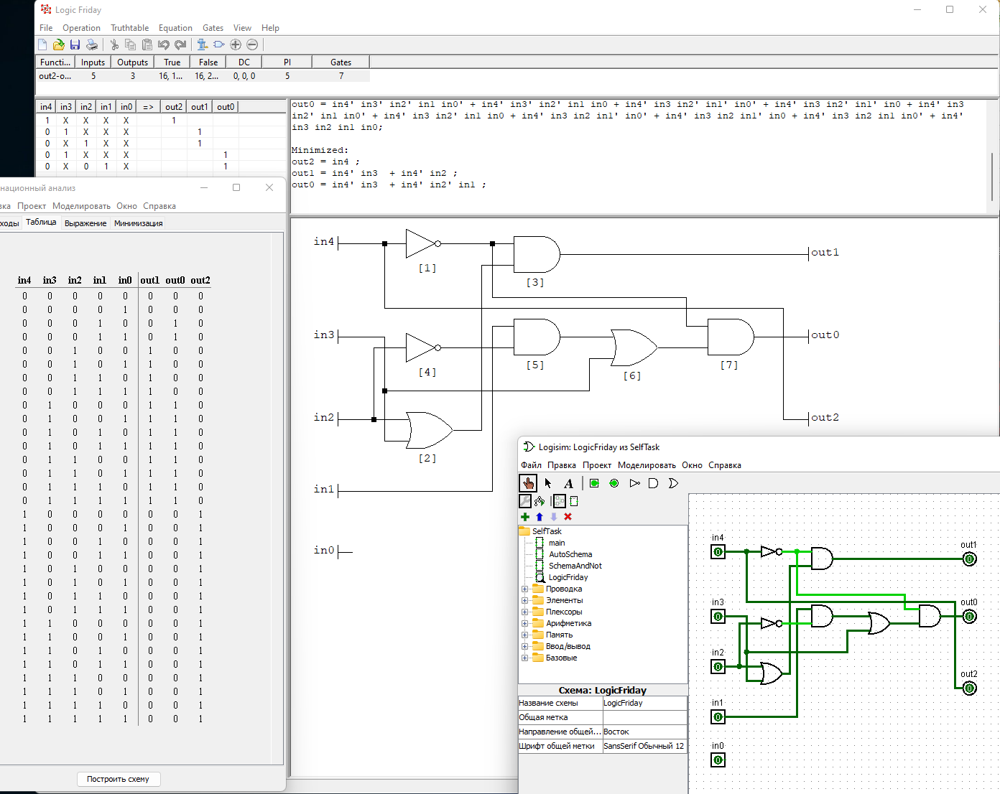 Logic Friday
File Operation Truthtable Equation Gates View Help
Functi... Inputs Outputs True False DC PI Gates
out2-o... 5 3 16, 1... 16, 2... 0, 0, 0 5 7
in4 in3 in2 in1 in0 => out2 out1 out0
1 X X X X 1
0 1 X X X 1
0 X 1 X X 1
0 1 X X X 1
0 X 0 1 X 1
out0 = in4' in3' in2' in1 in0' + in4' in3' in2' in1 in0 + in4' in3 in2' in1' in0' + in4' in3 in2' in1' in0 + in4' in3
in2' in1 in0' + in4' in3 in2' in1 in0 + in4' in3 in2 in1' in0' + in4' in3 in2 in1' in0 + in4' in3 in2 in1 in0' + in4'
in3 in2 in1 in0;
Minimized:
out2 = in4 ;
out1 = in4' in3  + in4' in2 ;
out0 = in4' in3  + in4' in2' in1 ;
национный анализ
вка Проект Моделировать Окно Справка
ходы Таблица Выражение Минимизация
in4 in3 in2 in1 in0 out1 out0 out2
0 0 0 0 0 0 0 0
0 0 0 0 1 0 0 0
0 0 0 1 0 0 1 0
0 0 0 1 1 0 1 0
0 0 1 0 0 1 0 0
0 0 1 0 1 1 0 0
0 0 1 1 0 1 0 0
0 0 1 1 1 1 0 0
0 1 0 0 0 1 1 0
0 1 0 0 1 1 1 0
0 1 0 1 0 1 1 0
0 1 0 1 1 1 1 0
0 1 1 0 0 1 1 0
0 1 1 0 1 1 1 0
0 1 1 1 0 1 1 0
0 1 1 1 1 1 1 0
1 0 0 0 0 0 0 1
1 0 0 0 1 0 0 1
1 0 0 1 0 0 0 1
1 0 0 1 1 0 0 1
1 0 1 0 0 0 0 1
1 0 1 0 1 0 0 1
1 0 1 1 0 0 0 1
1 0 1 1 1 0 0 1
1 1 0 0 0 0 0 1
1 1 0 0 1 0 0 1
1 1 0 1 0 0 0 1
1 1 0 1 1 0 0 1
1 1 1 0 0 0 0 1
1 1 1 0 1 0 0 1
1 1 1 1 0 0 0 1
1 1 1 1 1 0 0 1
Построить схему
in4
out1
[1]
[3]
in3
out0
[4]
[5]
[6]
[7]
in2
out2
[2]
in1
in0
Logisim: LogicFriday из SelfTask
Файл Правка Проект Моделировать Окно Справка
A
SelfTask
main
AutoSchema
SchemaAndNot
LogicFriday
Проводка
Элементы
Плексоры
Арифметика
Память
Ввод/вывод
Базовые
Схема: LogicFriday
Название схемы LogicFriday
Общая метка
Направление общей... Восток
Шрифт общей метки SansSerif Обычный 12
in4
0
out1
0
in3
0
out0
0
in2
0
out2
0
in1
0
in0
0